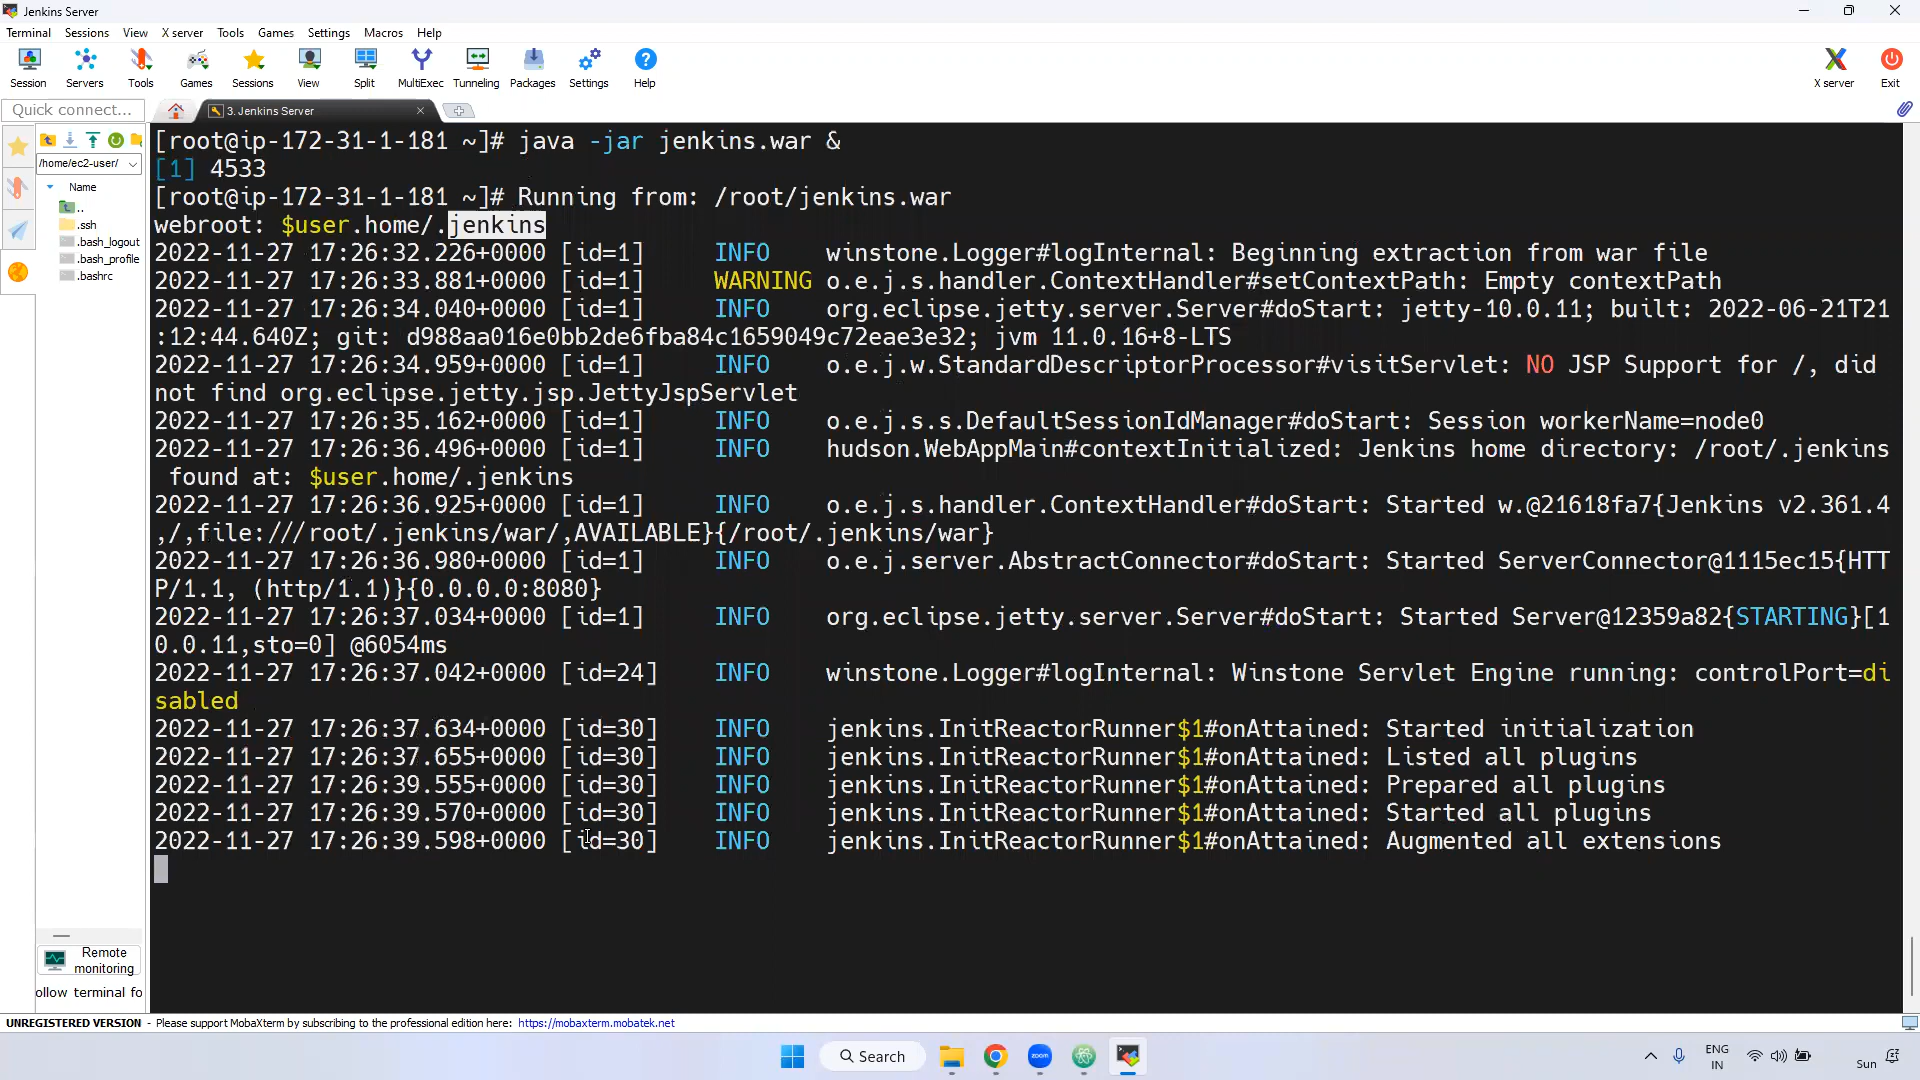 Jenkins Server
Terminal Sessions View X server Tools Games Settings Macros Help
Session Servers Tools Games Sessions View Split MultiExec Tunneling Packages Settings Help X server Exit
Quick connect... 3. Jenkins Server
/home/ec2-user/
Name
..
.ssh
.bash_logout
.bash_profile
.bashrc
[root@ip-172-31-1-181 ~]# java -jar jenkins.war &
[1] 4533
[root@ip-172-31-1-181 ~]# Running from: /root/jenkins.war
webroot: $user.home/.jenkins
2022-11-27 17:26:32.226+0000 [id=1] INFO winstone.Logger#logInternal: Beginning extraction from war file
2022-11-27 17:26:33.881+0000 [id=1] WARNING o.e.j.s.handler.ContextHandler#setContextPath: Empty contextPath
2022-11-27 17:26:34.040+0000 [id=1] INFO org.eclipse.jetty.server.Server#doStart: jetty-10.0.11; built: 2022-06-21T21
:12:44.640Z; git: d988aa016e0bb2de6fba84c1659049c72eae3e32; jvm 11.0.16+8-LTS
2022-11-27 17:26:34.959+0000 [id=1] INFO o.e.j.w.StandardDescriptorProcessor#visitServlet: NO JSP Support for /, did
not find org.eclipse.jetty.jsp.JettyJspServlet
2022-11-27 17:26:35.162+0000 [id=1] INFO o.e.j.s.s.DefaultSessionIdManager#doStart: Session workerName=node0
2022-11-27 17:26:36.496+0000 [id=1] INFO hudson.WebAppMain#contextInitialized: Jenkins home directory: /root/.jenkins
found at: $user.home/.jenkins
2022-11-27 17:26:36.925+0000 [id=1] INFO o.e.j.s.handler.ContextHandler#doStart: Started w.@21618fa7{Jenkins v2.361.4
,/,file:///root/.jenkins/war/,AVAILABLE}{/root/.jenkins/war}
2022-11-27 17:26:36.980+0000 [id=1] INFO o.e.j.server.AbstractConnector#doStart: Started ServerConnector@1115ec15{HTT
P/1.1, (http/1.1)}{0.0.0.0:8080}
2022-11-27 17:26:37.034+0000 [id=1] INFO org.eclipse.jetty.server.Server#doStart: Started Server@12359a82{STARTING}[1
0.0.11,sto=0] @6054ms
2022-11-27 17:26:37.042+0000 [id=24] INFO winstone.Logger#logInternal: Winstone Servlet Engine running: controlPort=di
sabled
2022-11-27 17:26:37.634+0000 [id=30] INFO jenkins.InitReactorRunner$1#onAttained: Started initialization
2022-11-27 17:26:37.655+0000 [id=30] INFO jenkins.InitReactorRunner$1#onAttained: Listed all plugins
2022-11-27 17:26:39.555+0000 [id=30] INFO jenkins.InitReactorRunner$1#onAttained: Prepared all plugins
2022-11-27 17:26:39.570+0000 [id=30] INFO jenkins.InitReactorRunner$1#onAttained: Started all plugins
2022-11-27 17:26:39.598+0000 [id=30] INFO jenkins.InitReactorRunner$1#onAttained: Augmented all extensions
Remote
monitoring
ollow terminal fo
UNREGISTERED VERSION - Please support MobaXterm by subscribing to the professional edition here: https://mobaxterm.mobatek.net
Search
zoom
ENG
IN
Sun